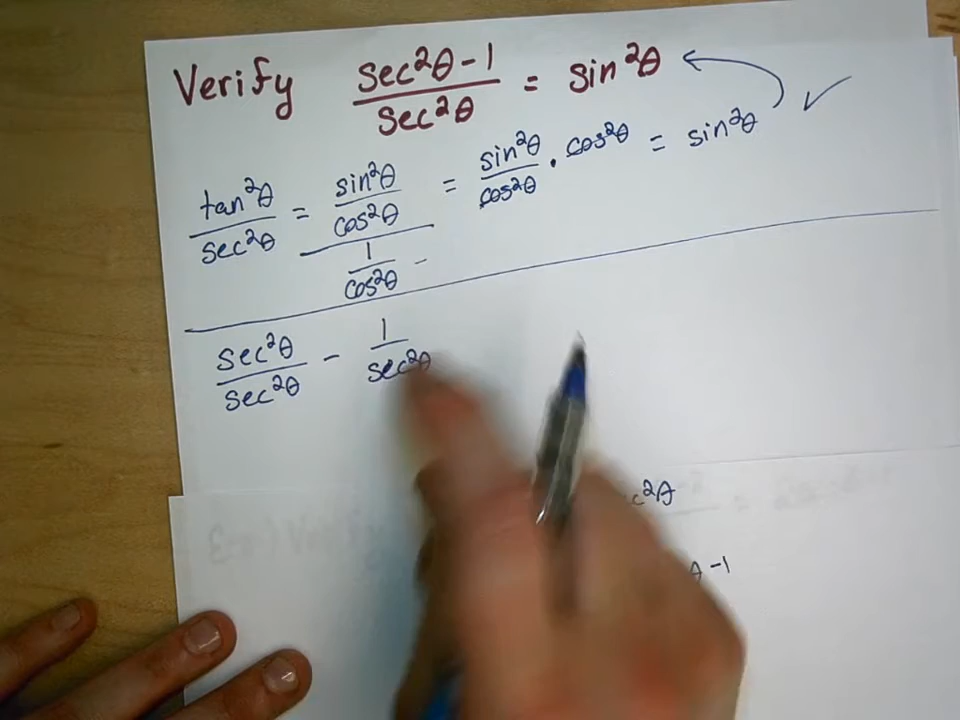 Verify (sec²θ - 1)/(sec²θ) = sin²θ ✓
tan²θ/sec²θ = (sin²θ/cos²θ)/(1/cos²θ) = sin²θ/cos²θ · cos²θ = sin²θ
sec²θ/sec²θ - 1/sec²θ
-1